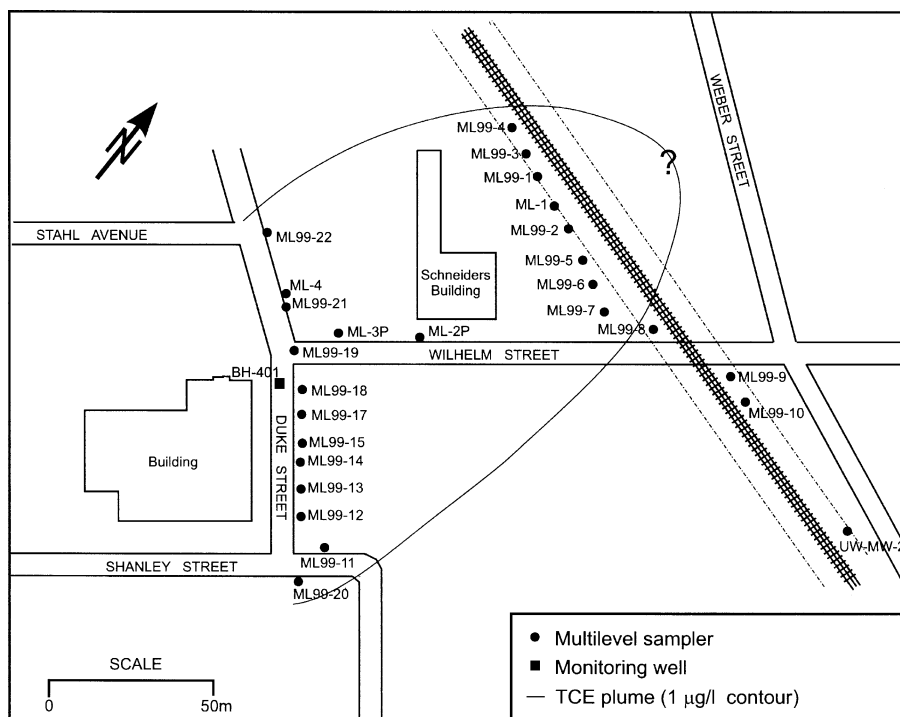 ML99-4
ML99-3
ML99-1
ML-1
ML99-2
ML99-5
ML99-6
ML99-7
ML99-8
?
WEBER STREET
N
STAHL AVENUE
ML99-22
ML-4
ML99-21
Schneiders
Building
ML-3P
ML-2P
ML99-19
WILHELM STREET
BH-401
ML99-18
ML99-9
ML99-17
ML99-10
DUKE STREET
ML99-15
Building
ML99-14
ML99-13
ML99-12
UW-MW-2
ML99-11
SHANLEY STREET
ML99-20
SCALE
0
50m
Multilevel sampler
Monitoring well
TCE plume (1 µg/l contour)